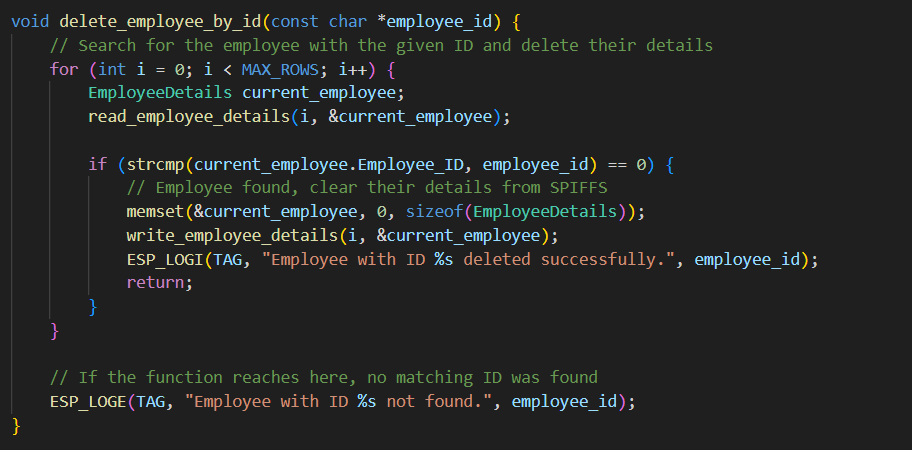 void delete_employee_by_id(const char *employee_id) {
    // Search for the employee with the given ID and delete their details
    for (int i = 0; i < MAX_ROWS; i++) {
        EmployeeDetails current_employee;
        read_employee_details(i, &current_employee);

        if (strcmp(current_employee.Employee_ID, employee_id) == 0) {
            // Employee found, clear their details from SPIFFS
            memset(&current_employee, 0, sizeof(EmployeeDetails));
            write_employee_details(i, &current_employee);
            ESP_LOGI(TAG, "Employee with ID %s deleted successfully.", employee_id);
            return;
        }
    }

    // If the function reaches here, no matching ID was found
    ESP_LOGE(TAG, "Employee with ID %s not found.", employee_id);
}